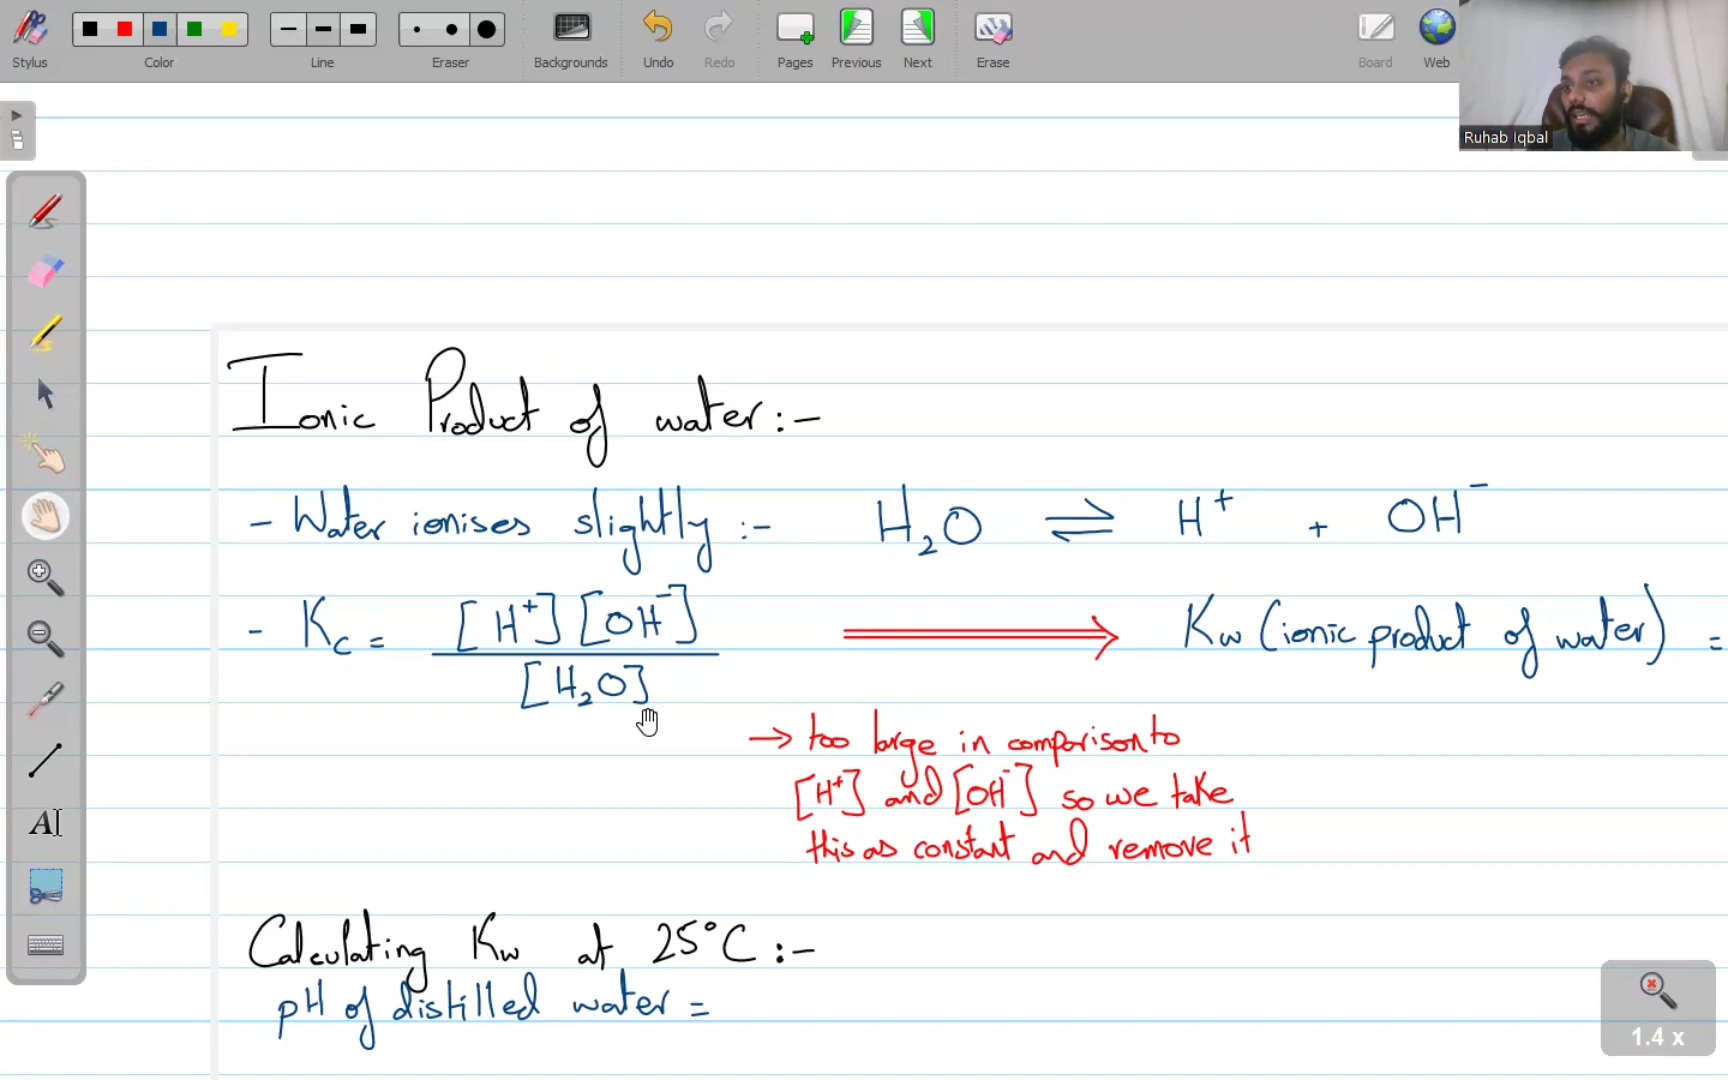 Stylus
Color
Line
Eraser
Backgrounds
Undo
Redo
Pages
Previous
Next
Erase
Board
Web
Ruhab Iqbal
Ionic Product of water:-
- Water ionises slightly :- H₂O ⇌ H⁺ + OH⁻
- Kc = [H⁺][OH⁻] / [H₂O] ⟹ Kw (ionic product of water) =
→ too large in comparison to
[H⁺] and [OH⁻] so we take
this as constant and remove it
Calculating Kw at 25°C :-
pH of distilled water =
A
1.4 x